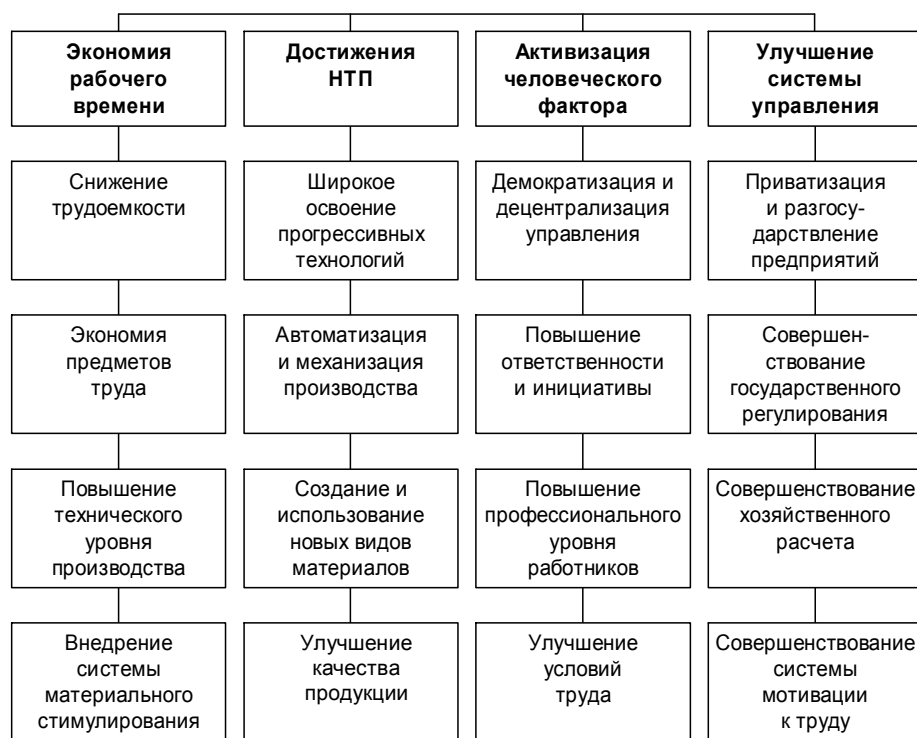 Экономия
рабочего
времени
Достижения
НТП
Активизация
человеческого
фактора
Улучшение
системы
управления
Снижение
трудоемкости
Широкое
освоение
прогрессивных
технологий
Демократизация и
децентрализация
управления
Приватизация
и разгосу-
дарствление
предприятий
Экономия
предметов
труда
Автоматизация
и механизация
производства
Повышение
ответственности
и инициативы
Совершен-
ствование
государственного
регулирования
Повышение
технического
уровня
производства
Создание и
использование
новых видов
материалов
Повышение
профессионального
уровня
работников
Совершенствование
хозяйственного
расчета
Внедрение
системы
материального
стимулирования
Улучшение
качества
продукции
Улучшение
условий
труда
Совершенствование
системы
мотивации
к труду